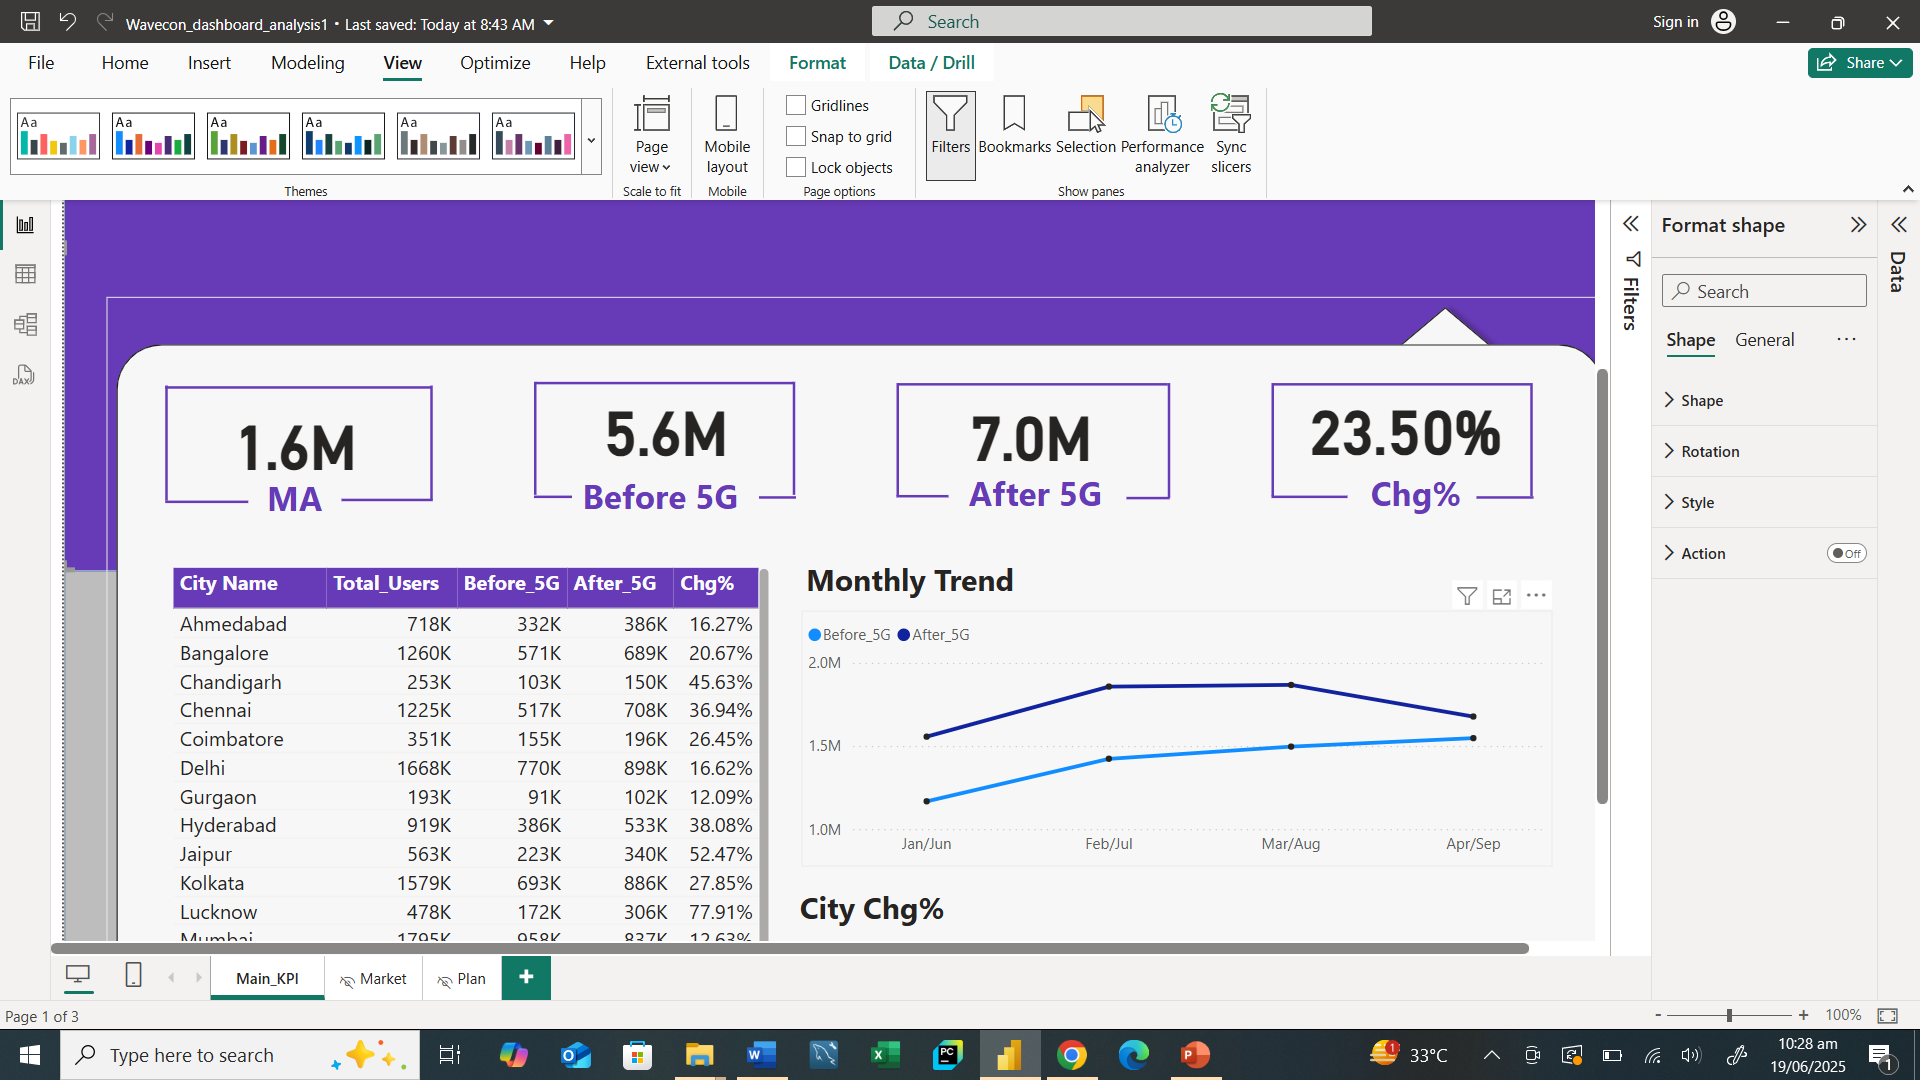 Wavecon_dashboard_analysis1 • Last saved: Today at 8:43 AM
Search
Sign in
File Home Insert Modeling View Optimize Help External tools Format Data / Drill
Share
Aa Aa Aa Aa Aa Aa
Page view
Mobile layout
Gridlines
Snap to grid
Lock objects
Filters
Bookmarks
Selection
Performance analyzer
Sync slicers
Themes
Scale to fit
Mobile
Page options
Show panes
DAX
1.6M
MA
5.6M
Before 5G
7.0M
After 5G
23.50%
Chg%
City Name Total_Users Before_5G After_5G Chg%
Ahmedabad 718K 332K 386K 16.27%
Bangalore 1260K 571K 689K 20.67%
Chandigarh 253K 103K 150K 45.63%
Chennai 1225K 517K 708K 36.94%
Coimbatore 351K 155K 196K 26.45%
Delhi 1668K 770K 898K 16.62%
Gurgaon 193K 91K 102K 12.09%
Hyderabad 919K 386K 533K 38.08%
Jaipur 563K 223K 340K 52.47%
Kolkata 1579K 693K 886K 27.85%
Lucknow 478K 172K 306K 77.91%
Mumbai 1795K 958K 837K 12.63%
Monthly Trend
Before_5G After_5G
2.0M
1.5M
1.0M
Jan/Jun Feb/Jul Mar/Aug Apr/Sep
City Chg%
Filters
Format shape
Search
Shape General
Shape
Rotation
Style
Action Off
Data
Main_KPI Market Plan
Page 1 of 3
- + 100%
Type here to search
PC
33°C
1
10:28 am
19/06/2025
1